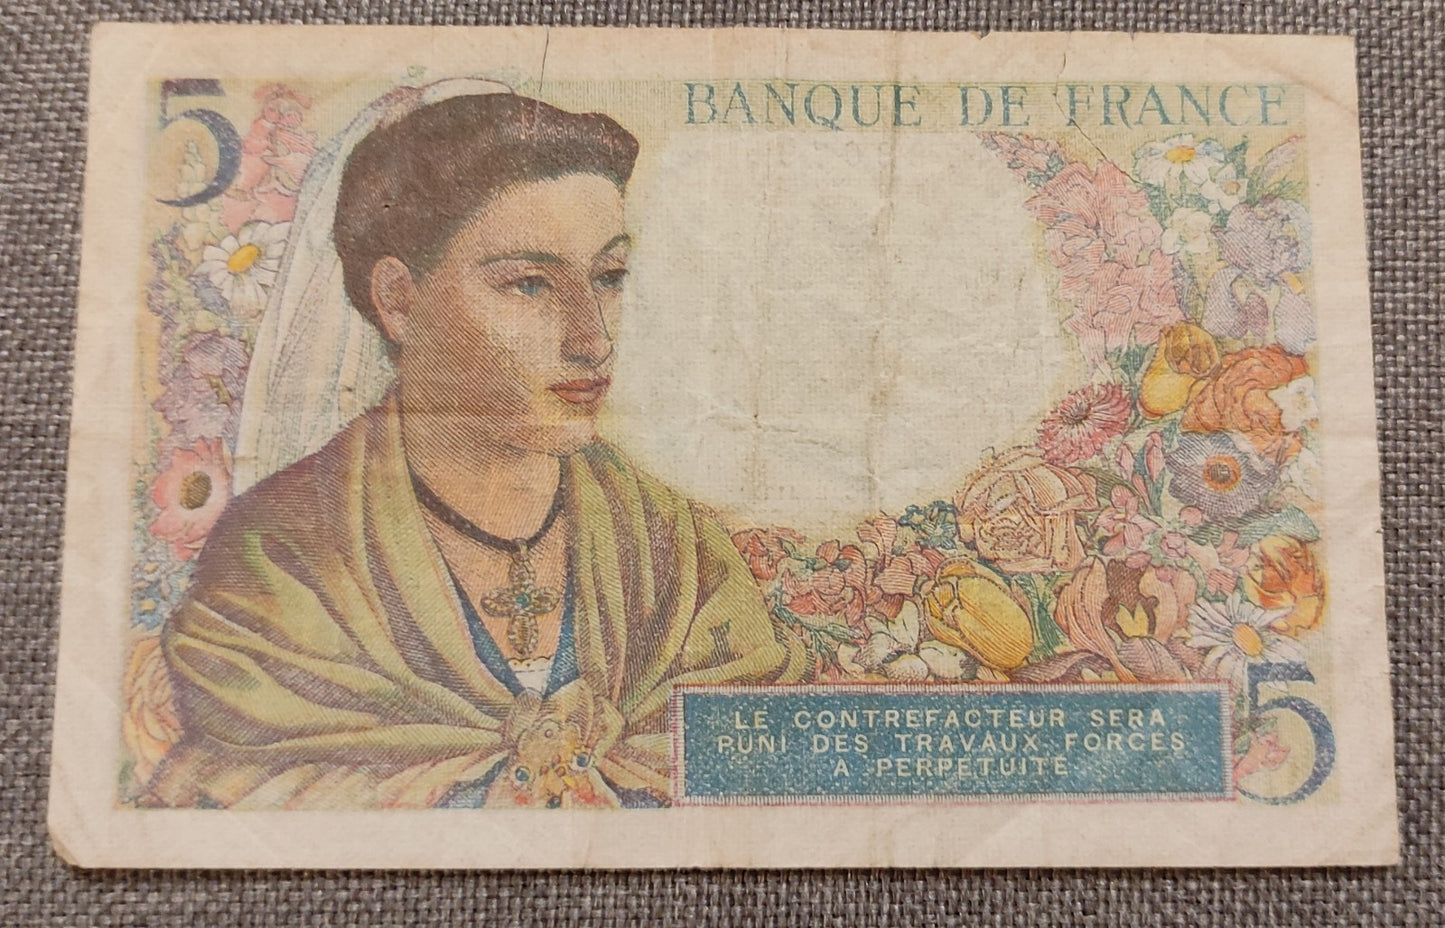 5
BANQUE DE FRANCE
LE CONTREFACTEUR SERA
PUNI DES TRAVAUX FORCES
A PERPETUITE
5